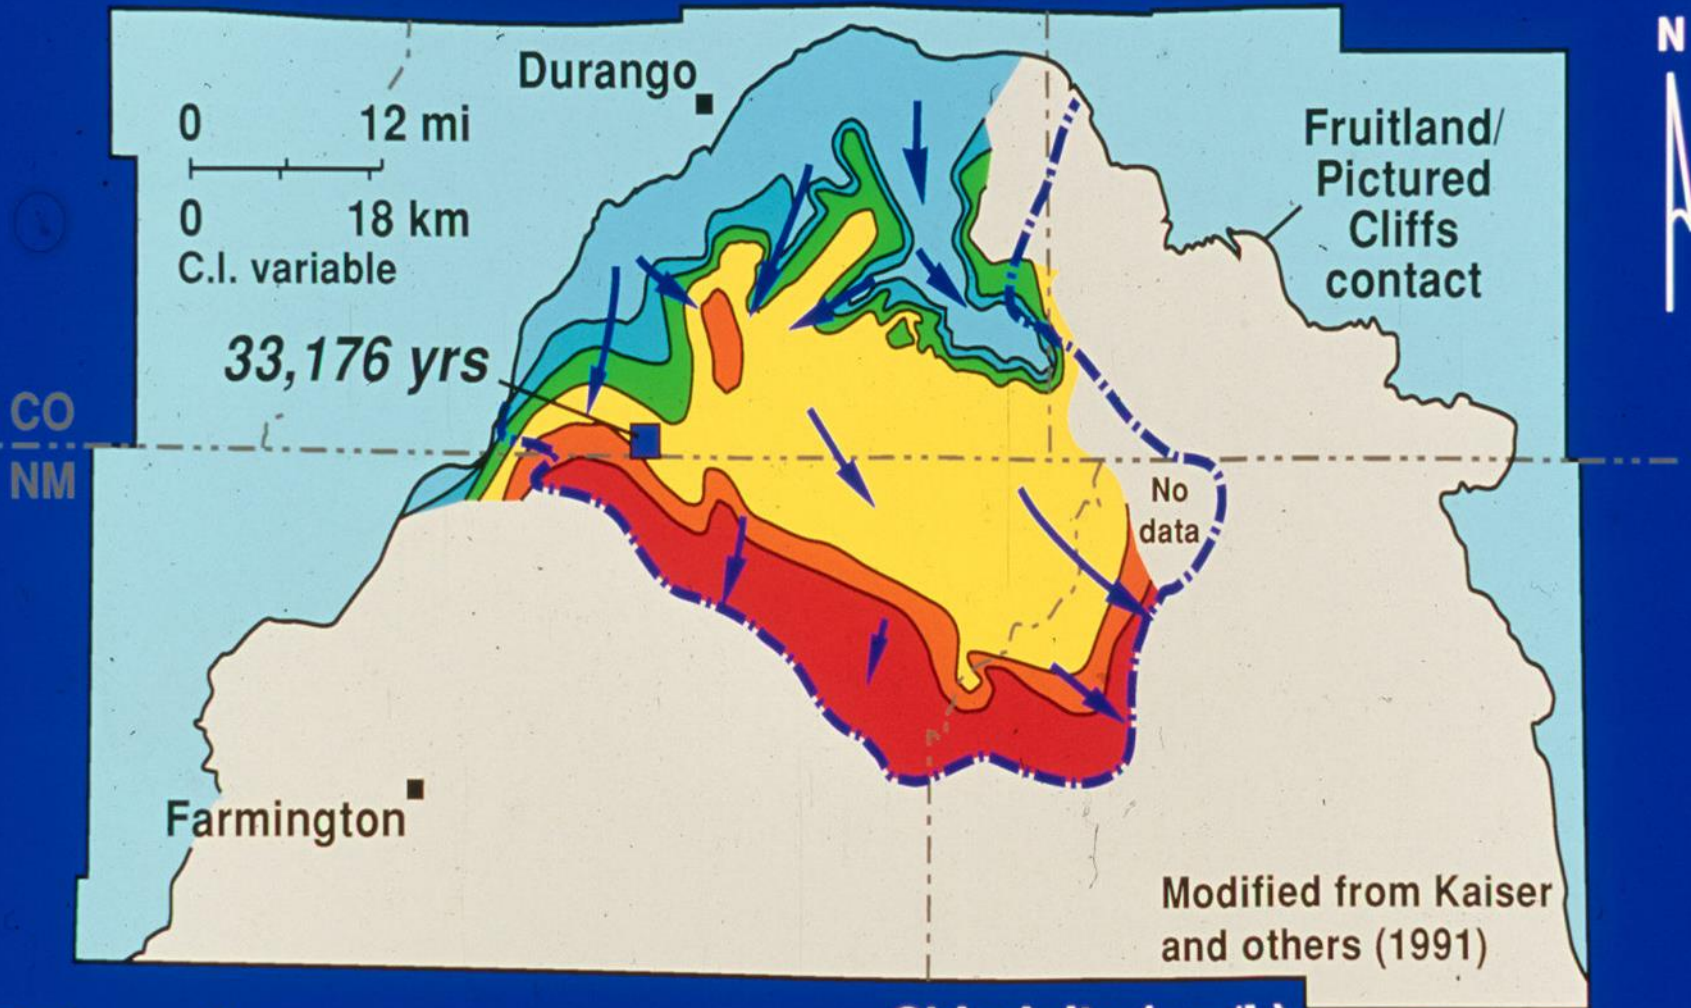 N
Durango
0 12 mi
0 18 km
C.I. variable
33,176 yrs
Fruitland/
Pictured
Cliffs
contact
CO
NM
No
data
Farmington
Modified from Kaiser
and others (1991)